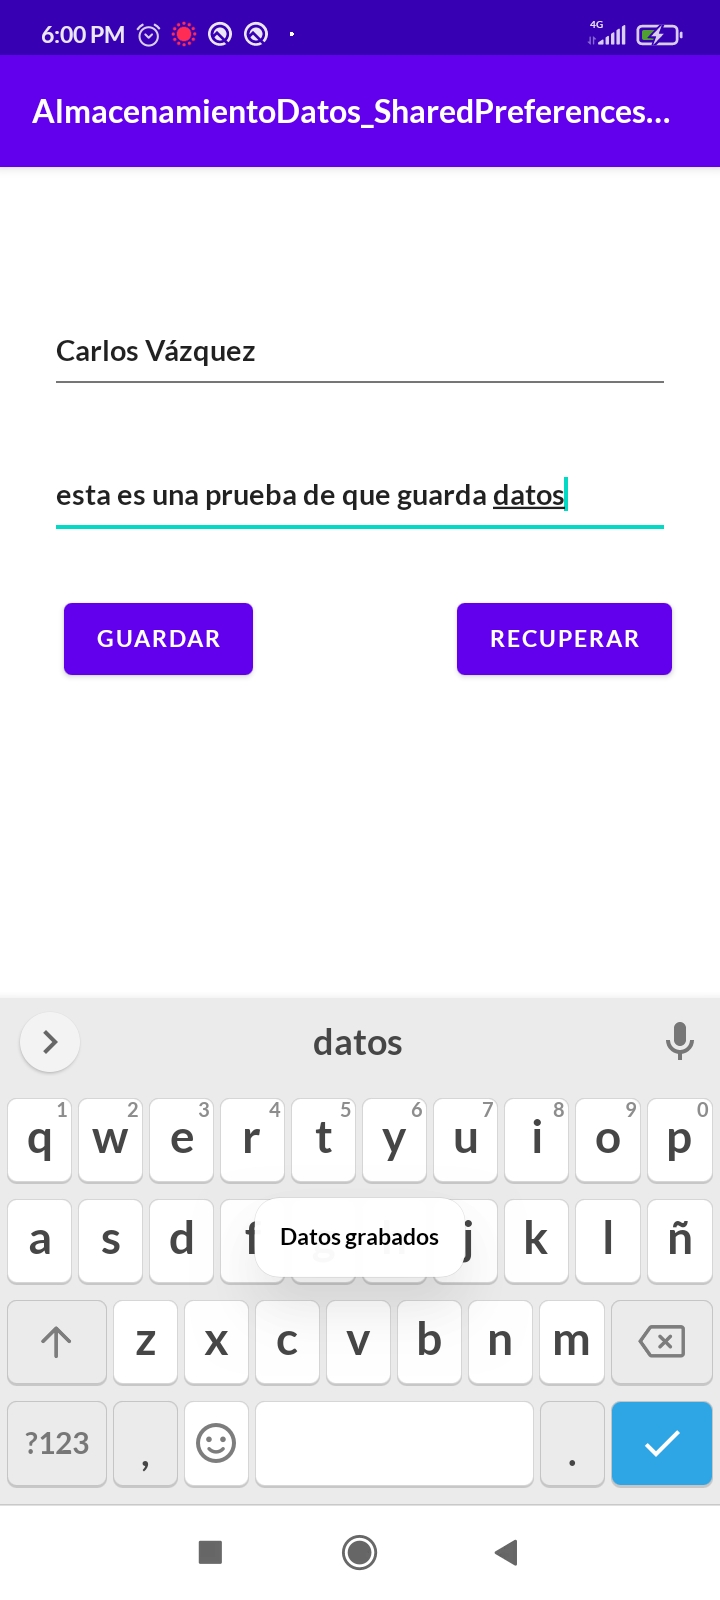 6:00 PM
4G
AlmacenamientoDatos_SharedPreferences...
Carlos Vázquez
esta es una prueba de que guarda datos
GUARDAR
RECUPERAR
datos
1 2 3 4 5 6 7 8 9 0
q w e r t y u i o p
a s d f g h j k l ñ
Datos grabados
z x c v b n m
?123 , .